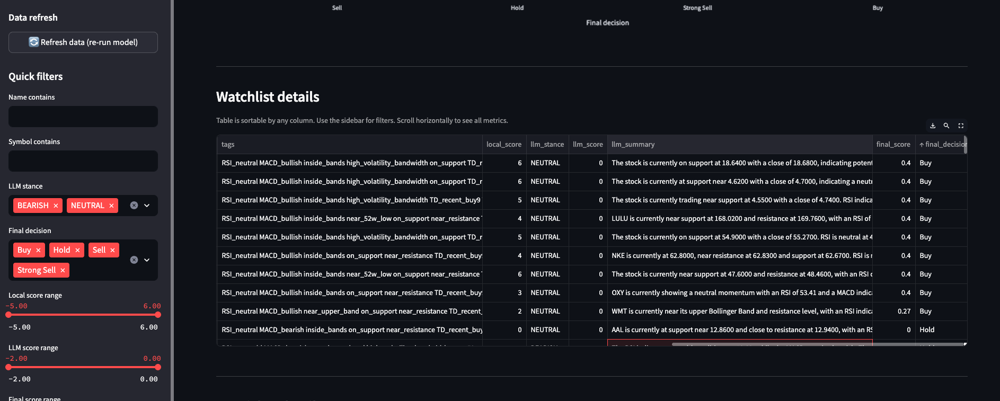 Data refresh
Refresh data (re-run model)
Quick filters
Name contains
Symbol contains
LLM stance
BEARISH × NEUTRAL ×
Final decision
Buy × Hold × Sell ×
Strong Sell ×
Local score range
-5.00 6.00
-5.00 6.00
LLM score range
-2.00 0.00
-2.00 0.00
Final score range
Sell Hold Strong Sell Buy
Final decision
Watchlist details
Table is sortable by any column. Use the sidebar for filters. Scroll horizontally to see all metrics.
tags local_score llm_stance llm_score llm_summary final_score ↑ final_decision
RSI_neutral MACD_bullish inside_bands high_volatility_bandwidth on_support TD_r 6 NEUTRAL 0 The stock is currently on support at 18.6400 with a close of 18.6800, indicating potent 0.4 Buy
RSI_neutral MACD_bullish inside_bands high_volatility_bandwidth on_support TD_r 6 NEUTRAL 0 The stock is currently at support near 4.6200 with a close of 4.7000, indicating a neutr 0.4 Buy
RSI_neutral MACD_bullish inside_bands high_volatility_bandwidth TD_recent_buy9 5 NEUTRAL 0 The stock is currently trading near support at 4.5500 with a close of 4.7400. RSI indica 0.4 Buy
RSI_neutral MACD_bullish inside_bands near_52w_low on_support near_resistance 4 NEUTRAL 0 LULU is currently near support at 168.0200 and resistance at 169.7600, with an RSI of 0.4 Buy
RSI_neutral MACD_bullish inside_bands high_volatility_bandwidth on_support TD_r 5 NEUTRAL 0 The stock is currently on support at 54.9000 with a close of 55.2700. RSI is neutral at 4 0.4 Buy
RSI_neutral MACD_bullish inside_bands on_support near_resistance TD_recent_buy 4 NEUTRAL 0 NKE is currently at 62.8000, near resistance at 62.8300 and support at 62.6700. RSI is 0.4 Buy
RSI_neutral MACD_bullish inside_bands near_52w_low on_support near_resistance 6 NEUTRAL 0 The stock is currently near support at 47.6000 and resistance at 48.4600, with an RSI 0.4 Buy
RSI_neutral MACD_bullish inside_bands on_support near_resistance TD_recent_buy 3 NEUTRAL 0 OXY is currently showing a neutral momentum with an RSI of 53.41 and a MACD indic 0.4 Buy
RSI_neutral MACD_bullish near_upper_band on_support near_resistance TD_recent_ 2 NEUTRAL 0 WMT is currently near its upper Bollinger Band and resistance level, with an RSI indica 0.27 Buy
RSI_neutral MACD_bearish inside_bands on_support near_resistance TD_recent_buy 0 NEUTRAL 0 AAL is currently at support near 12.8600 and close to resistance at 12.9400, with an RS 0 Hold